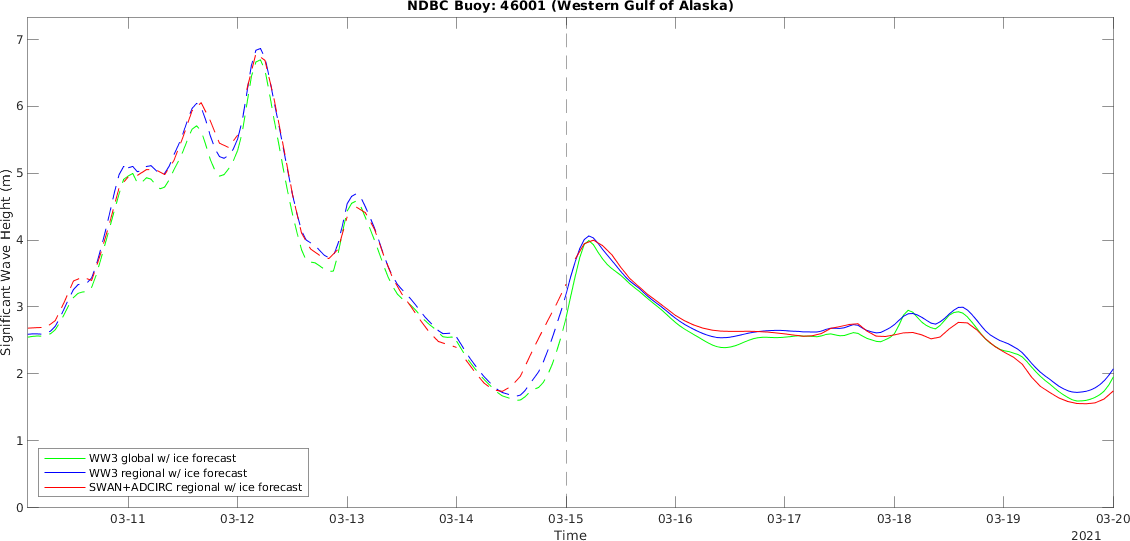 NDBC Buoy: 46001 (Western Gulf of Alaska)
Significant Wave Height (m)
7
6
5
4
3
2
1
0
WW3 global w/ ice forecast
WW3 regional w/ ice forecast
SWAN+ADCIRC regional w/ ice forecast
03-11 03-12 03-13 03-14 03-15 03-16 03-17 03-18 03-19 03-20
Time
2021